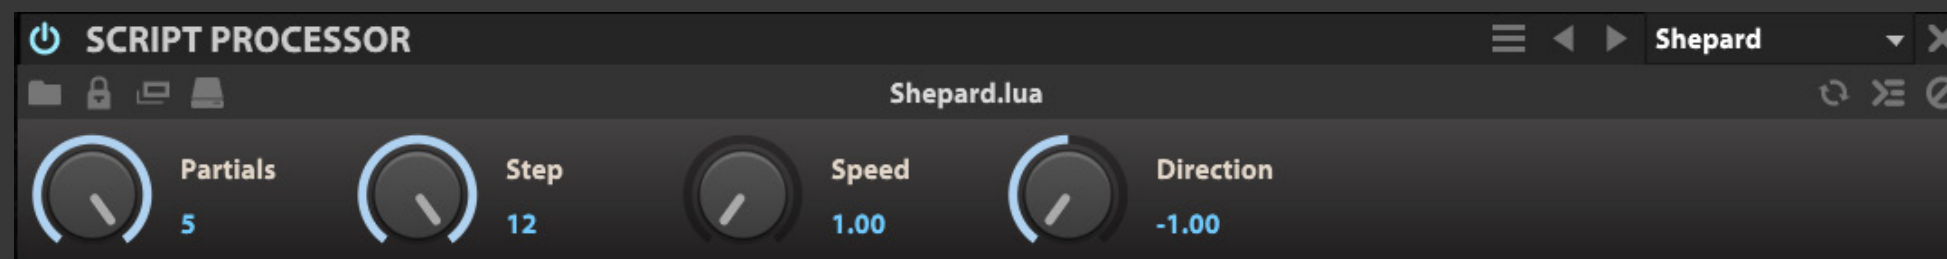 SCRIPT PROCESSOR Shepard
Shepard.lua
Partials Step Speed Direction
5 12 1.00 -1.00